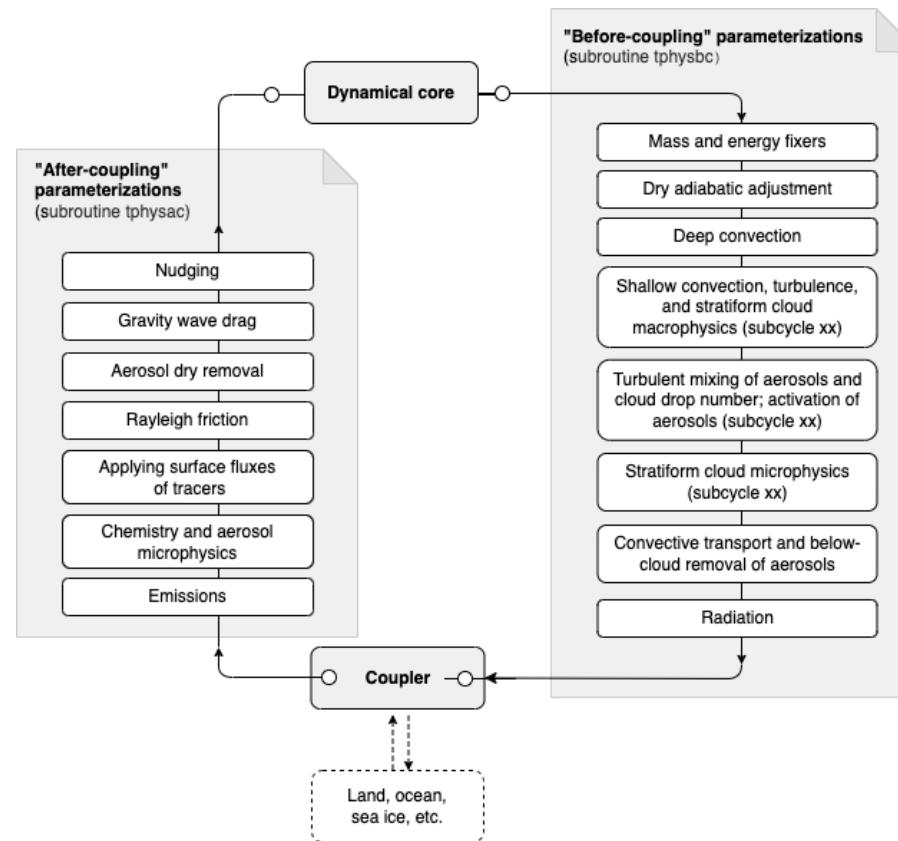 "Before-coupling" parameterizations
(subroutine tphysbc)
Dynamical core
Mass and energy fixers
Dry adiabatic adjustment
Deep convection
Shallow convection, turbulence,
and stratiform cloud
macrophysics (subcycle xx)
Turbulent mixing of aerosols and
cloud drop number; activation of
aerosols (subcycle xx)
Stratiform cloud microphysics
(subcycle xx)
Convective transport and below-
cloud removal of aerosols
Radiation
"After-coupling"
parameterizations
(subroutine tphysac)
Nudging
Gravity wave drag
Aerosol dry removal
Rayleigh friction
Applying surface fluxes
of tracers
Chemistry and aerosol
microphysics
Emissions
Coupler
Land, ocean,
sea ice, etc.